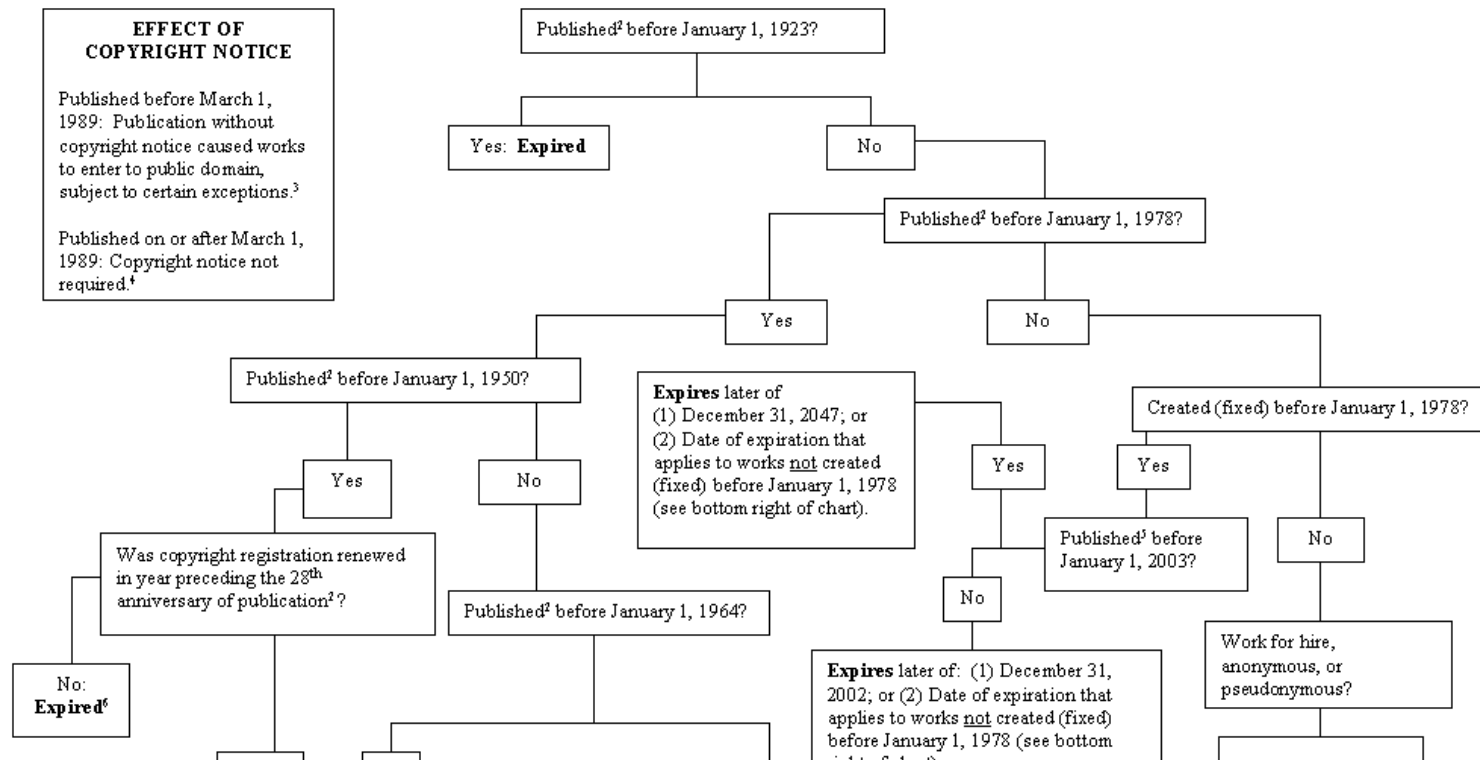 EFFECT OF
COPYRIGHT NOTICE
Published before March 1,
1989: Publication without
copyright notice caused works
to enter to public domain,
subject to certain exceptions.³
Published on or after March 1,
1989: Copyright notice not
required.⁴
Published² before January 1, 1923?
Yes: Expired
No
Published² before January 1, 1978?
Yes
No
Published² before January 1, 1950?
Expires later of
(1) December 31, 2047; or
(2) Date of expiration that
applies to works not created
(fixed) before January 1, 1978
(see bottom right of chart).
Created (fixed) before January 1, 1978?
Yes
No
Yes
Yes
Was copyright registration renewed
in year preceding the 28th
anniversary of publication²?
Published⁵ before
January 1, 2003?
No
No
Published² before January 1, 1964?
Work for hire,
anonymous, or
pseudonymous?
No:
Expired⁶
Expires later of: (1) December 31,
2002; or (2) Date of expiration that
applies to works not created (fixed)
before January 1, 1978 (see bottom